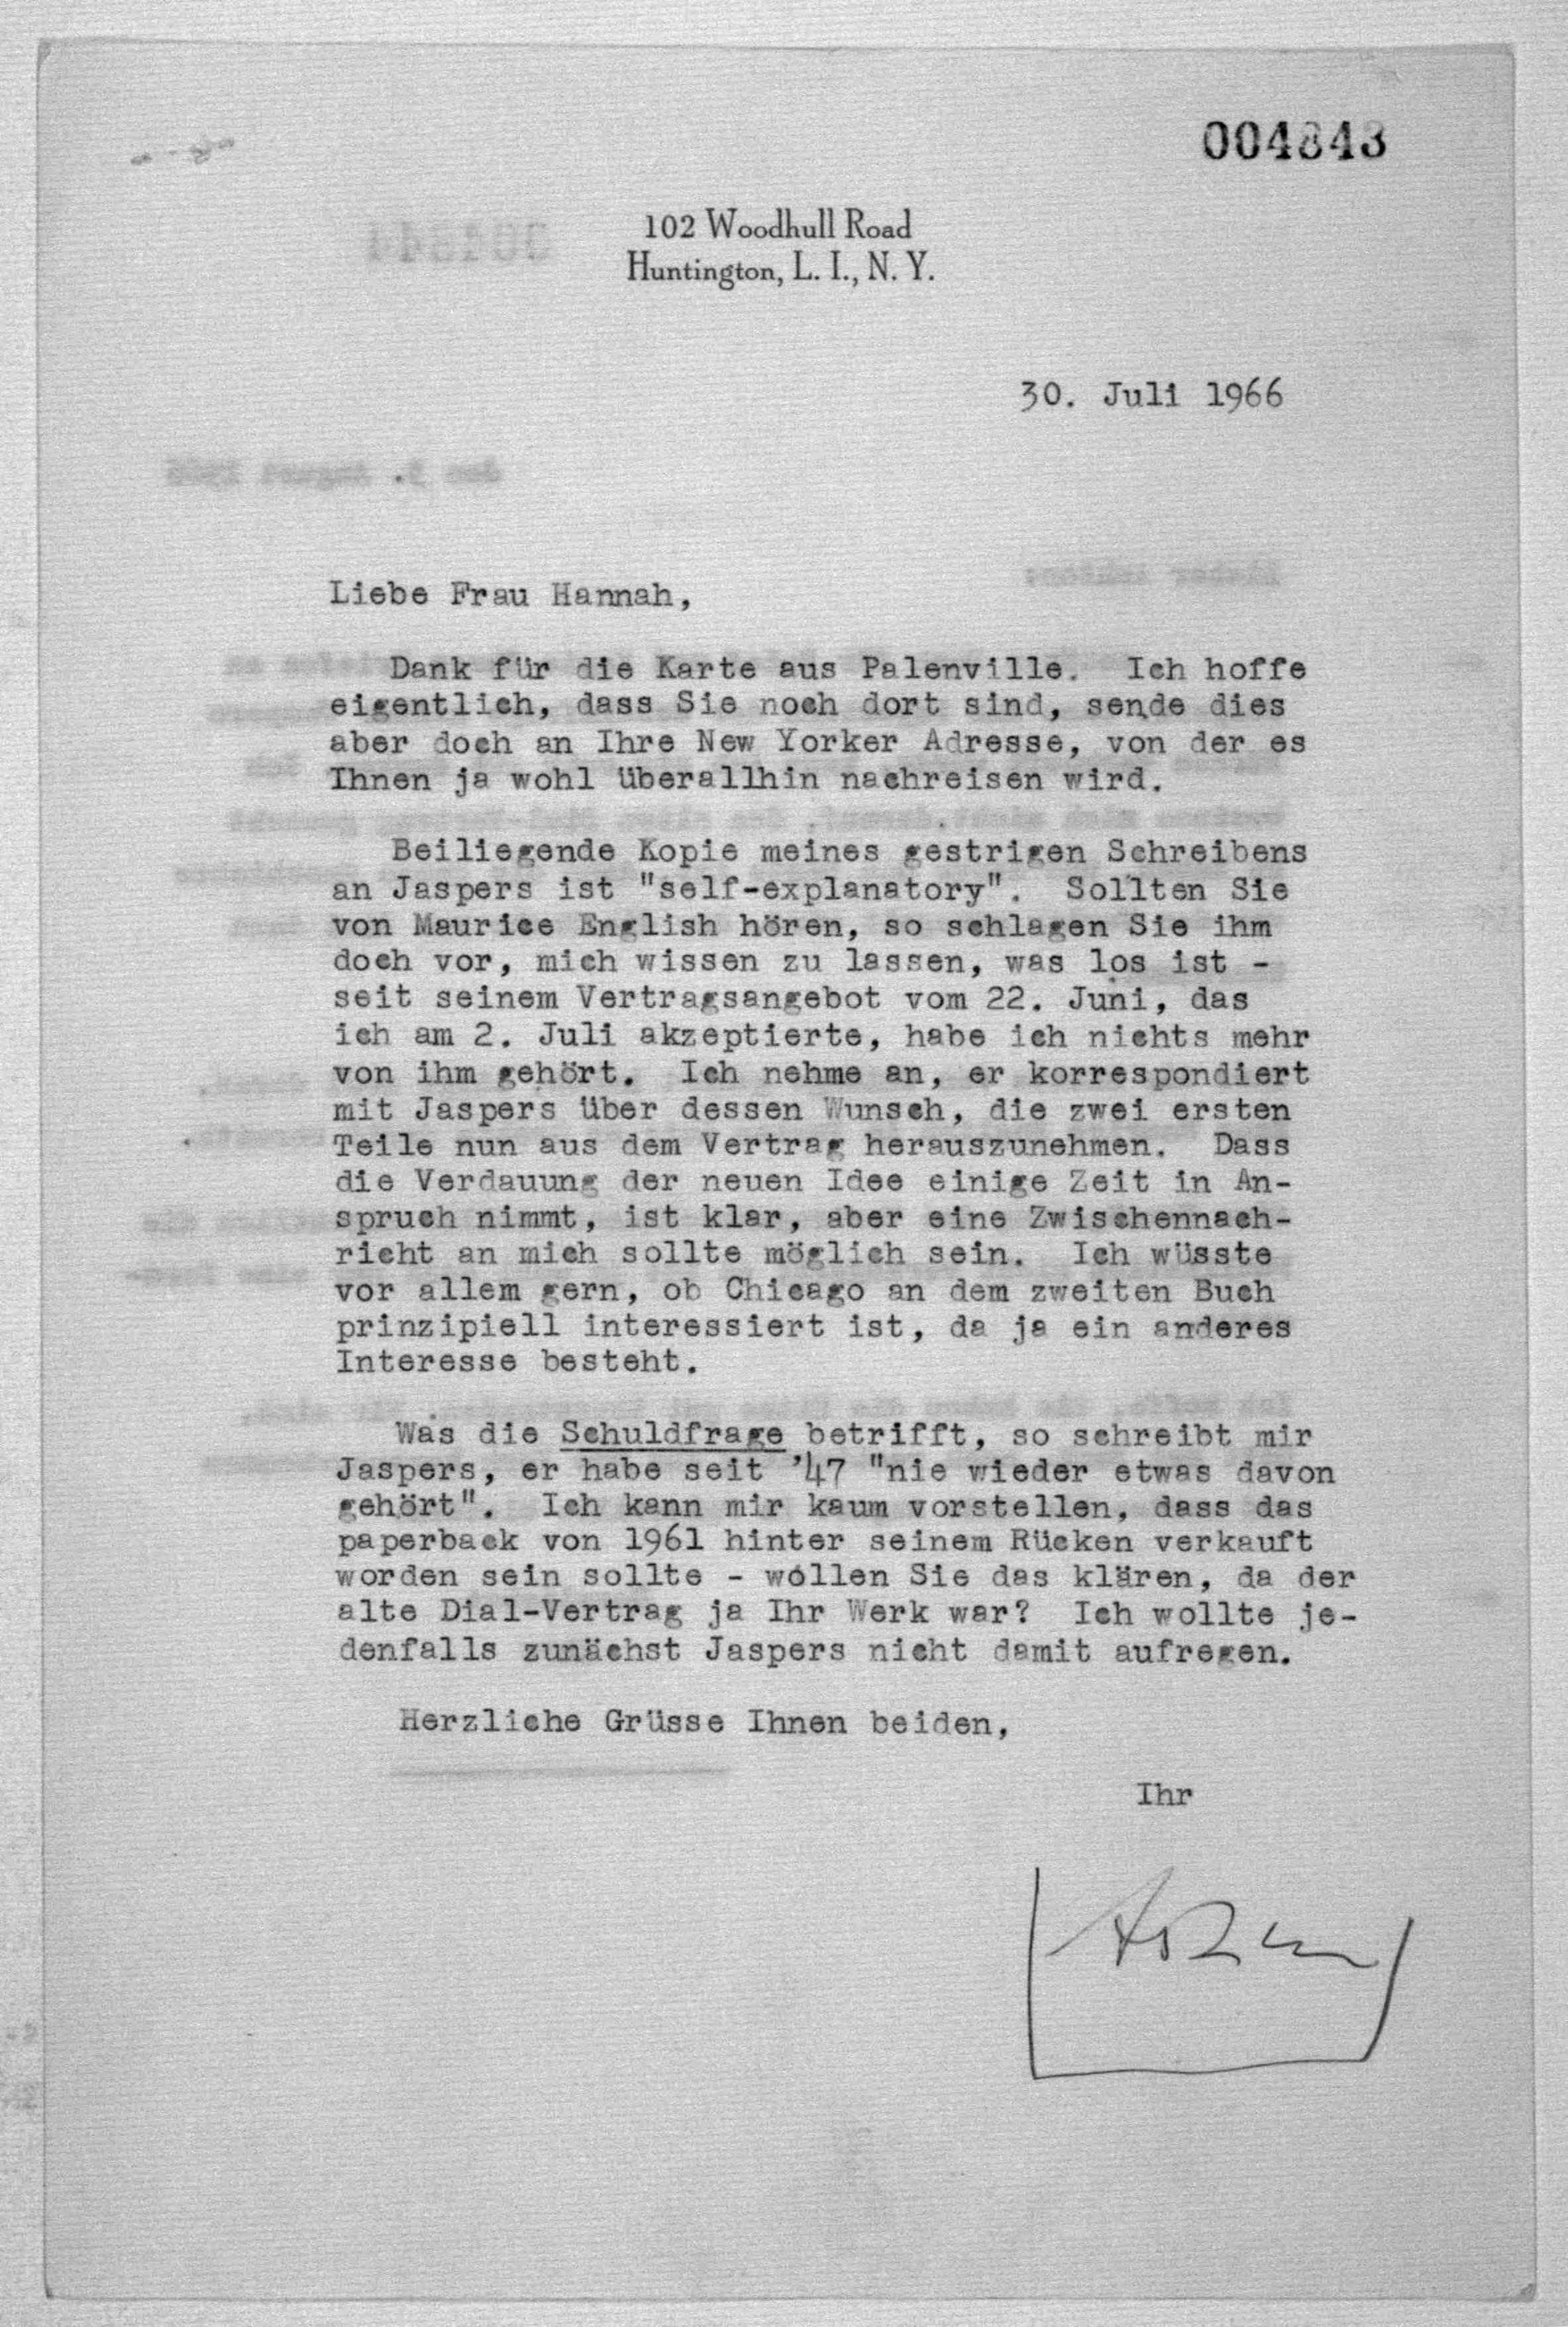 004843
102 Woodhull Road
Huntington, L. I., N. Y.
30. Juli 1966
Liebe Frau Hannah,
Dank für die Karte aus Palenville. Ich hoffe
eigentlich, dass Sie noch dort sind, sende dies
aber doch an Ihre New Yorker Adresse, von der es
Ihnen ja wohl überallhin nachreisen wird.
Beiliegende Kopie meines gestrigen Schreibens
an Jaspers ist "self-explanatory". Sollten Sie
von Maurice English hören, so schlagen Sie ihm
doch vor, mich wissen zu lassen, was los ist -
seit seinem Vertragsangebot vom 22. Juni, das
ich am 2. Juli akzeptierte, habe ich nichts mehr
von ihm gehört. Ich nehme an, er korrespondiert
mit Jaspers über dessen Wunsch, die zwei ersten
Teile nun aus dem Vertrag herauszunehmen. Dass
die Verdauung der neuen Idee einige Zeit in An-
spruch nimmt, ist klar, aber eine Zwischennach-
richt an mich sollte möglich sein. Ich wüsste
vor allem gern, ob Chicago an dem zweiten Buch
prinzipiell interessiert ist, da ja ein anderes
Interesse besteht.
Was die Schuldfrage betrifft, so schreibt mir
Jaspers, er habe seit '47 "nie wieder etwas davon
gehört". Ich kann mir kaum vorstellen, dass das
paperback von 1961 hinter seinem Rücken verkauft
worden sein sollte - wollen Sie das klären, da der
alte Dial-Vertrag ja Ihr Werk war? Ich wollte je-
denfalls zunächst Jaspers nicht damit aufregen.
Herzliche Grüsse Ihnen beiden,
Ihr